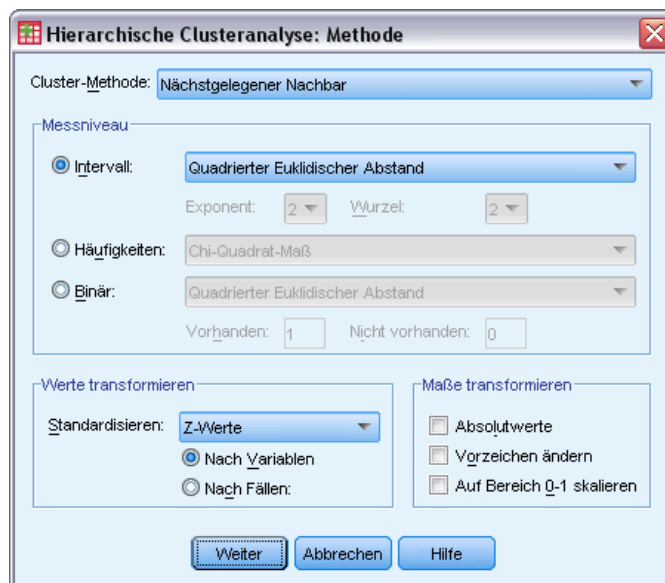 Hierarchische Clusteranalyse: Methode
Cluster-Methode: Nächstgelegener Nachbar
Messniveau
Intervall: Quadrierter Euklidischer Abstand
Exponent: 2 Wurzel: 2
Häufigkeiten: Chi-Quadrat-Maß
Binär: Quadrierter Euklidischer Abstand
Vorhanden: 1 Nicht vorhanden: 0
Werte transformieren
Standardisieren: Z-Werte
Nach Variablen
Nach Fällen:
Maße transformieren
Absolutwerte
Vorzeichen ändern
Auf Bereich 0-1 skalieren
Weiter Abbrechen Hilfe